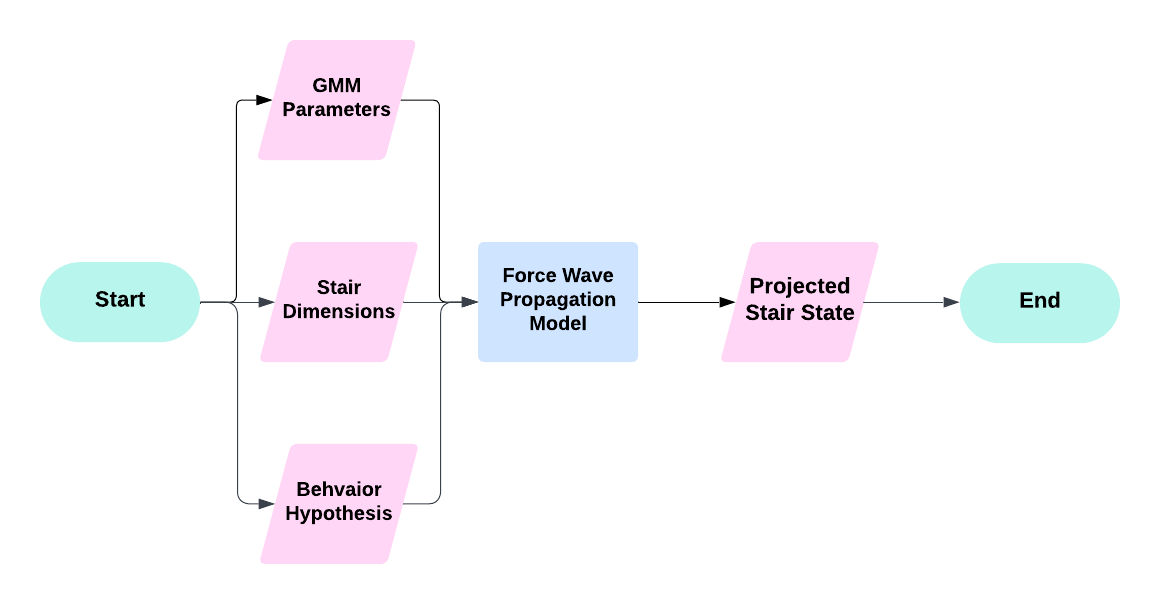 GMM
Parameters
Start
Stair
Dimensions
Force Wave
Propagation
Model
Projected
Stair State
End
Behvaior
Hypothesis